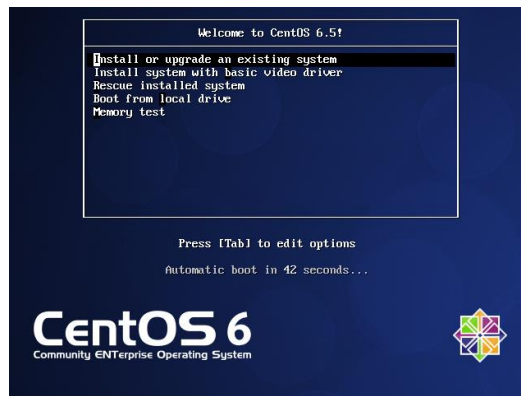 Welcome to CentOS 6.5!
Install or upgrade an existing system
Install system with basic video driver
Rescue installed system
Boot from local drive
Memory test
Press [Tab] to edit options
Automatic boot in 42 seconds...
CentOS 6
Community ENTerprise Operating System